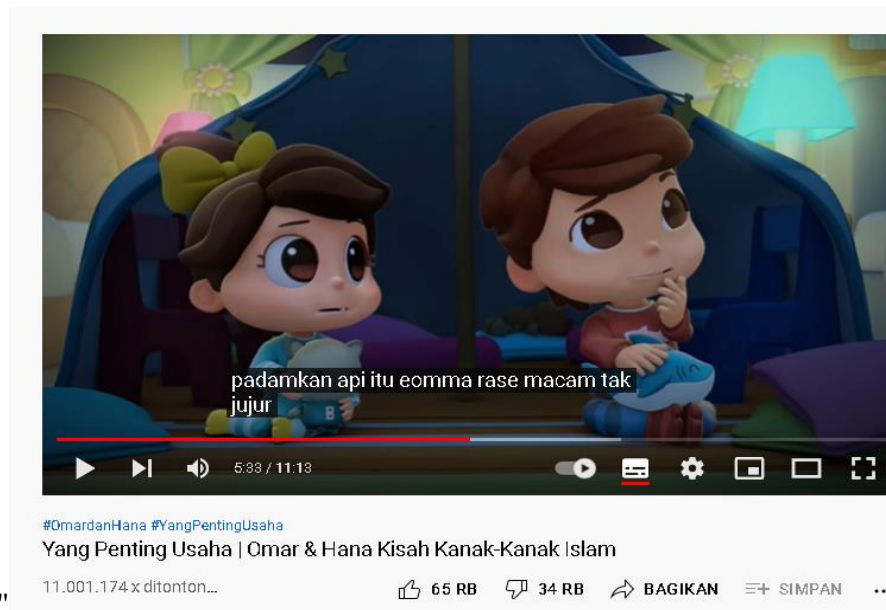 padamkan api itu eomma rase macam tak
jujur
B
5:33 / 11:13
#OmardanHana #YangPentingUsaha
Yang Penting Usaha | Omar & Hana Kisah Kanak-Kanak Islam
11.001.174 x ditonton...
65 RB
34 RB
BAGIKAN
SIMPAN
"